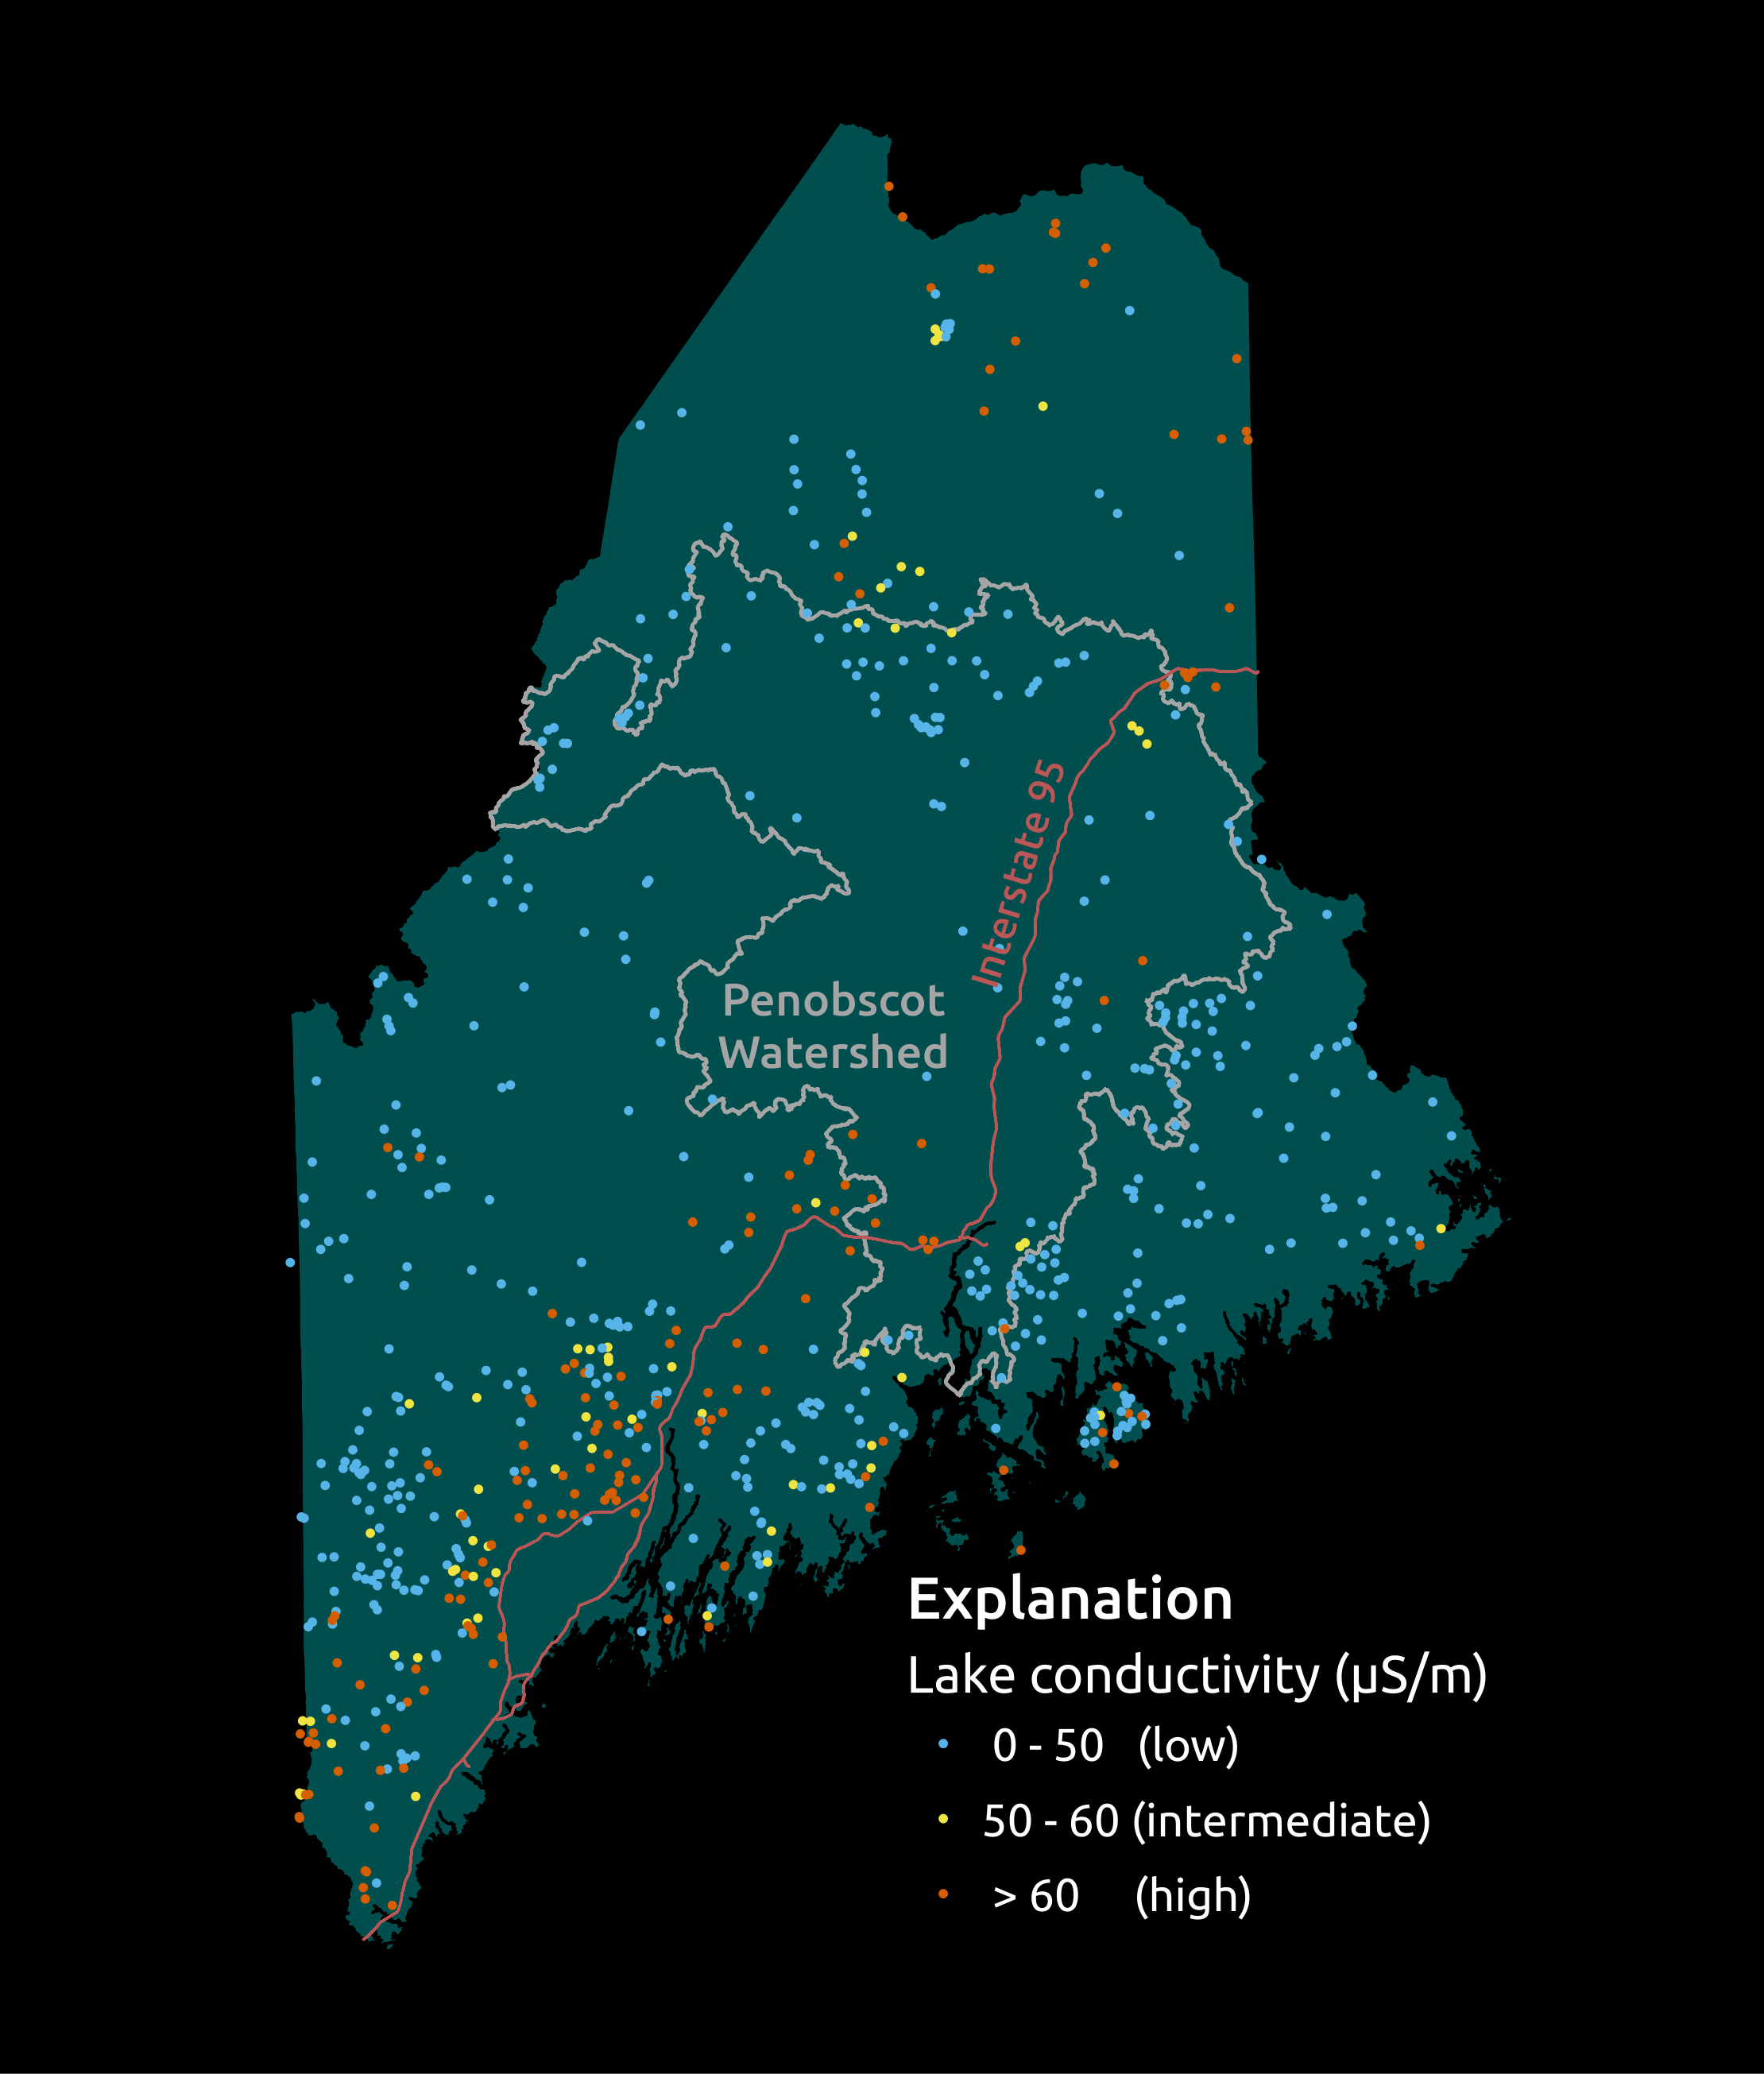 Interstate 95
Penobscot
Watershed
Explanation
Lake conductivity (µS/m)
0 - 50 (low)
50 - 60 (intermediate)
> 60 (high)